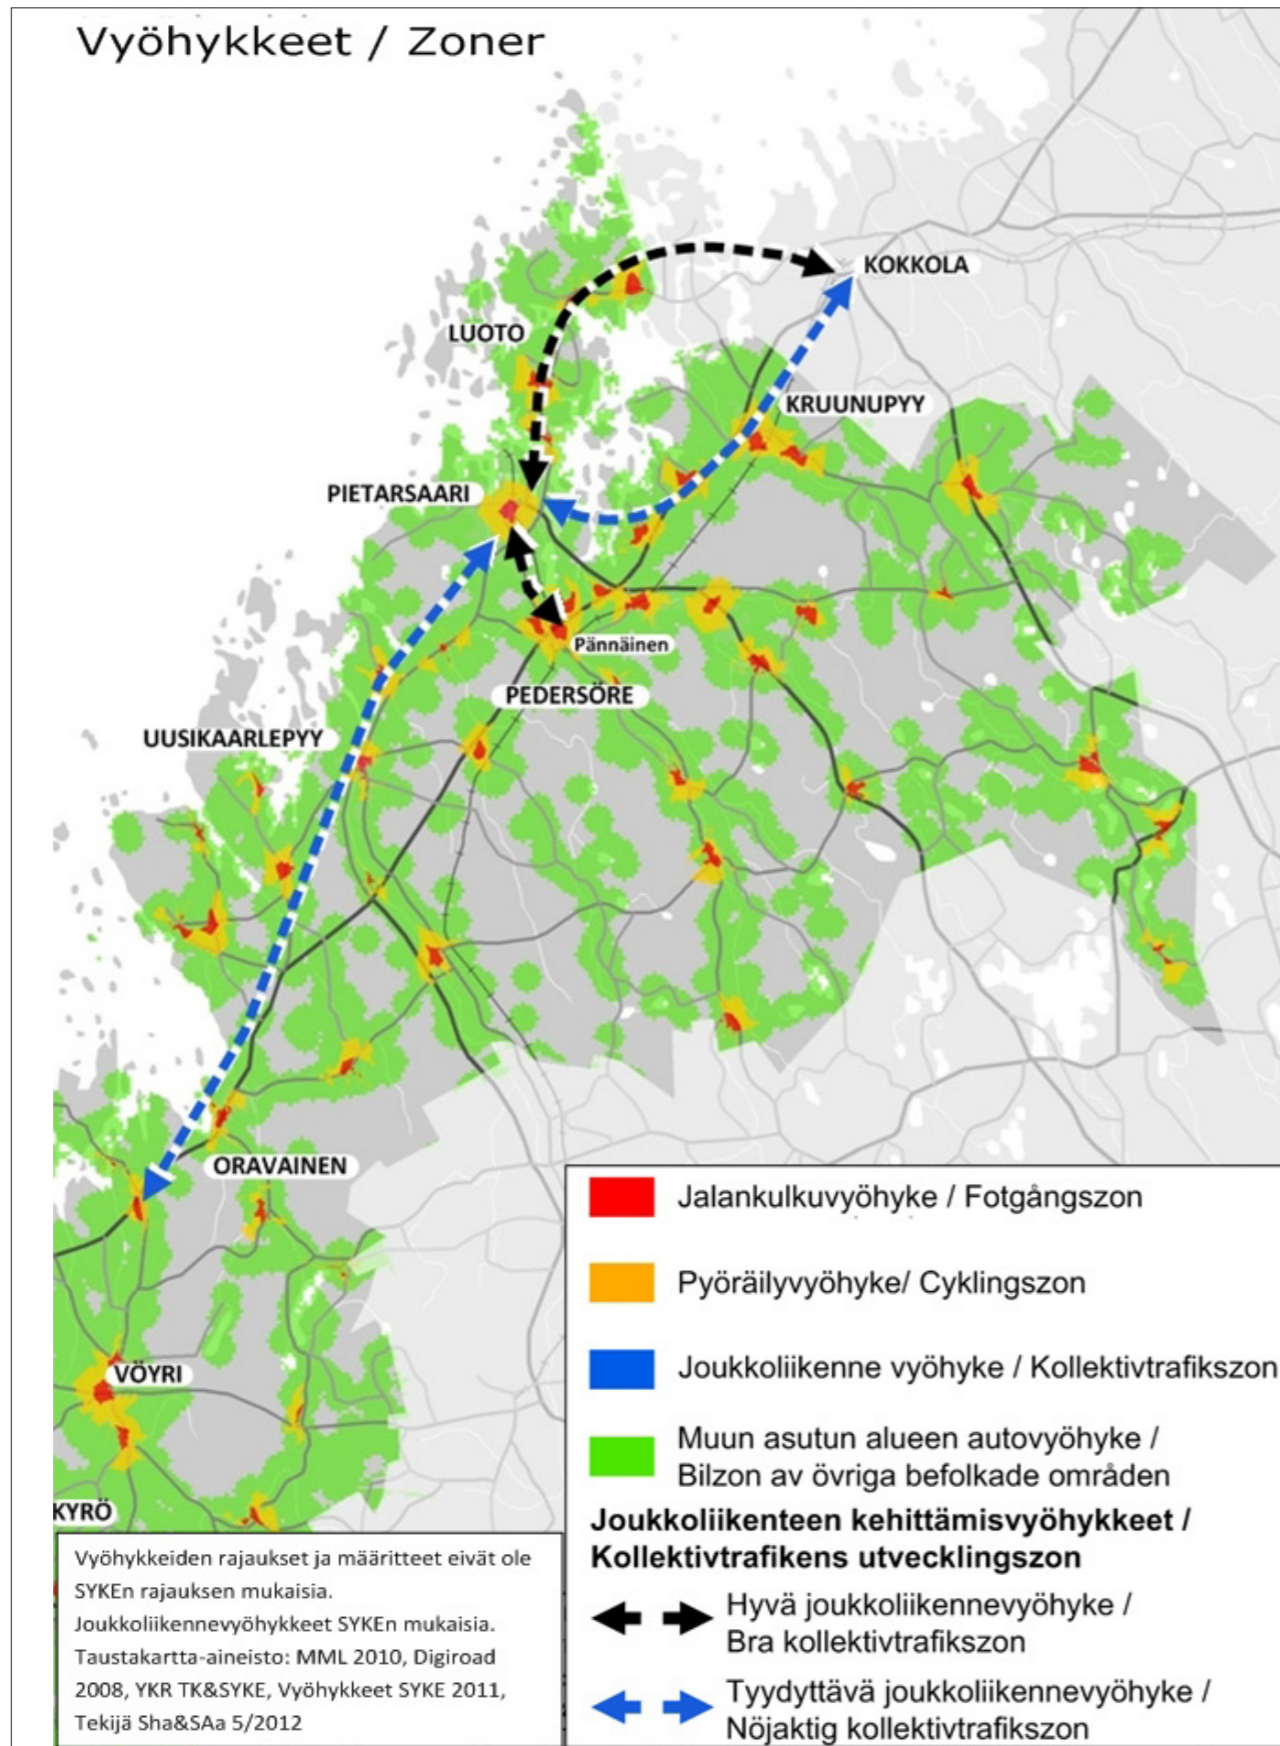 Vyöhykkeet / Zoner
KOKKOLA
LUOTO
KRUUNUPYY
PIETARSAARI
Pännäinen
PEDERSÖRE
UUSIKAARLEPYY
ORAVAINEN
VÖYRI
KYRÖ
Jalankulkuvyöhyke / Fotgångszon
Pyöräilyvyöhyke/ Cyklingszon
Joukkoliikenne vyöhyke / Kollektivtrafikszon
Muun asutun alueen autovyöhyke /
Bilzon av övriga befolkade områden
Joukkoliikenteen kehittämisvyöhykkeet /
Kollektivtrafikens utvecklingszon
Hyvä joukkoliikennevyöhyke /
Bra kollektivtrafikszon
Tyydyttävä joukkoliikennevyöhyke /
Nöjaktig kollektivtrafikszon
Vyöhykkeiden rajaukset ja määritteet eivät ole
SYKEn rajauksen mukaisia.
Joukkoliikennevyöhykkeet SYKEn mukaisia.
Taustakartta-aineisto: MML 2010, Digiroad
2008, YKR TK&SYKE, Vyöhykkeet SYKE 2011,
Tekijä Sha&SAa 5/2012